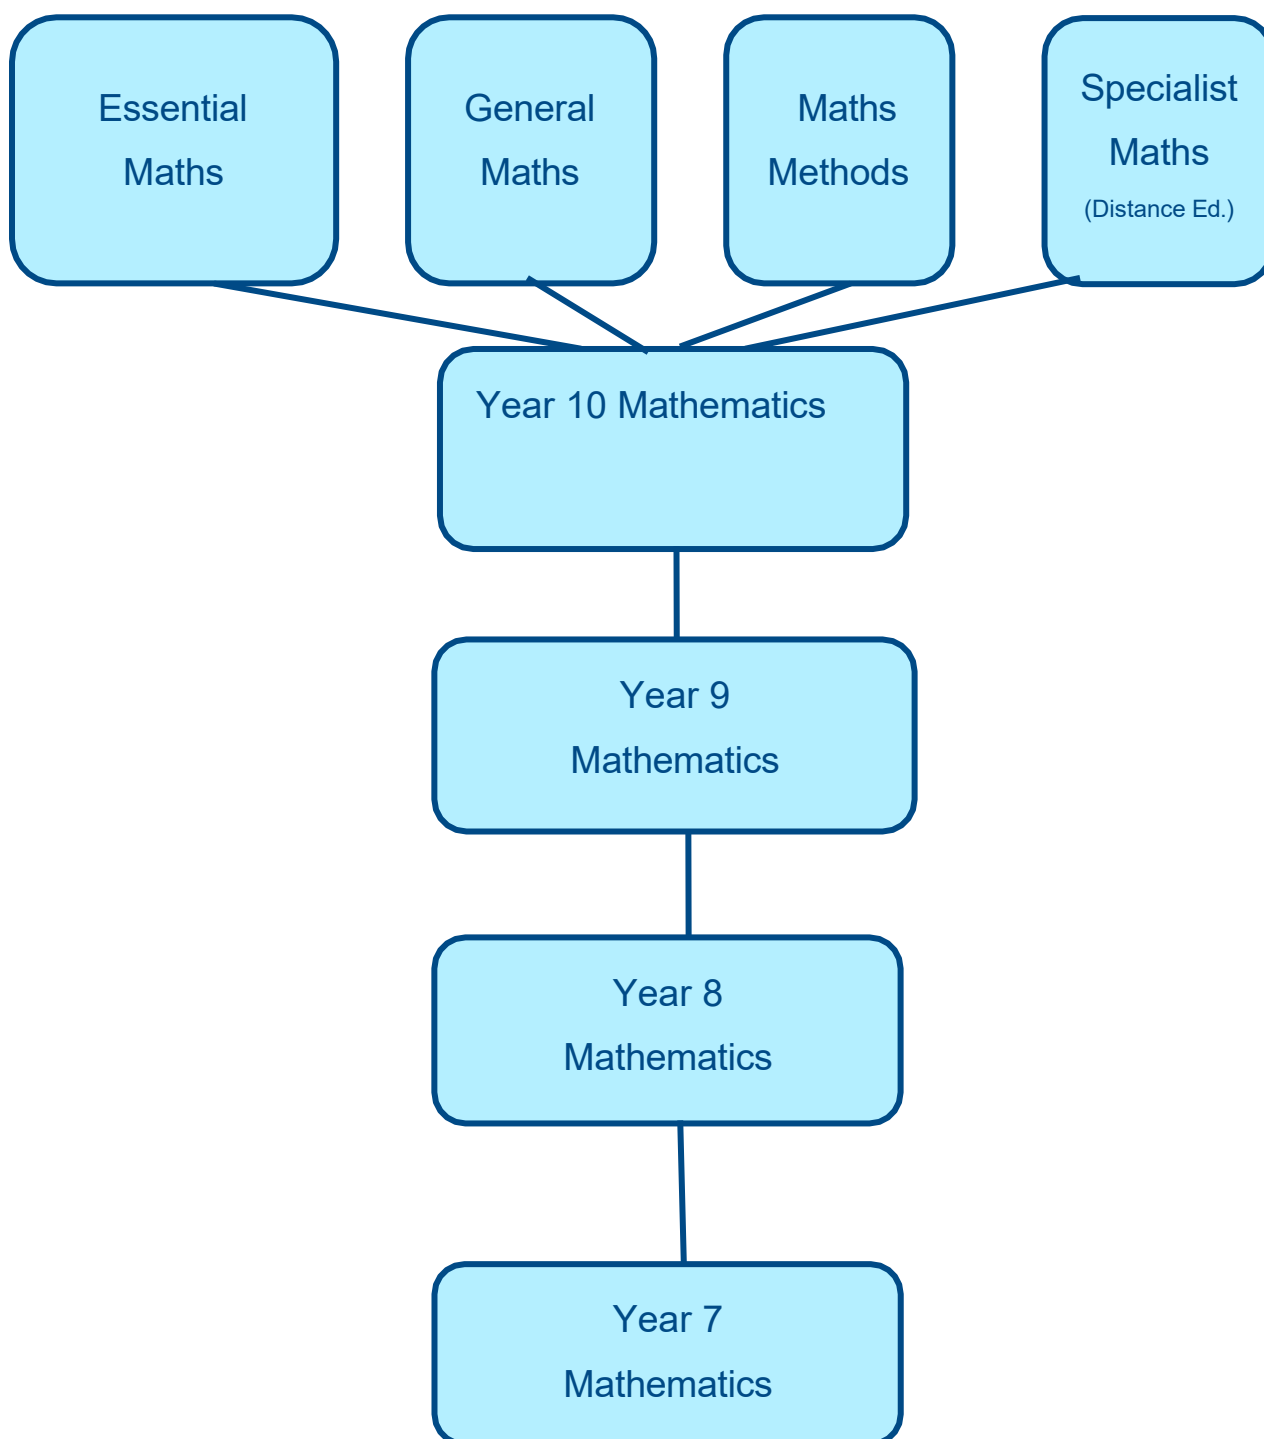 Essential
Maths
General
Maths
Maths
Methods
Specialist
Maths
(Distance Ed.)
Year 10 Mathematics
Year 9
Mathematics
Year 8
Mathematics
Year 7
Mathematics